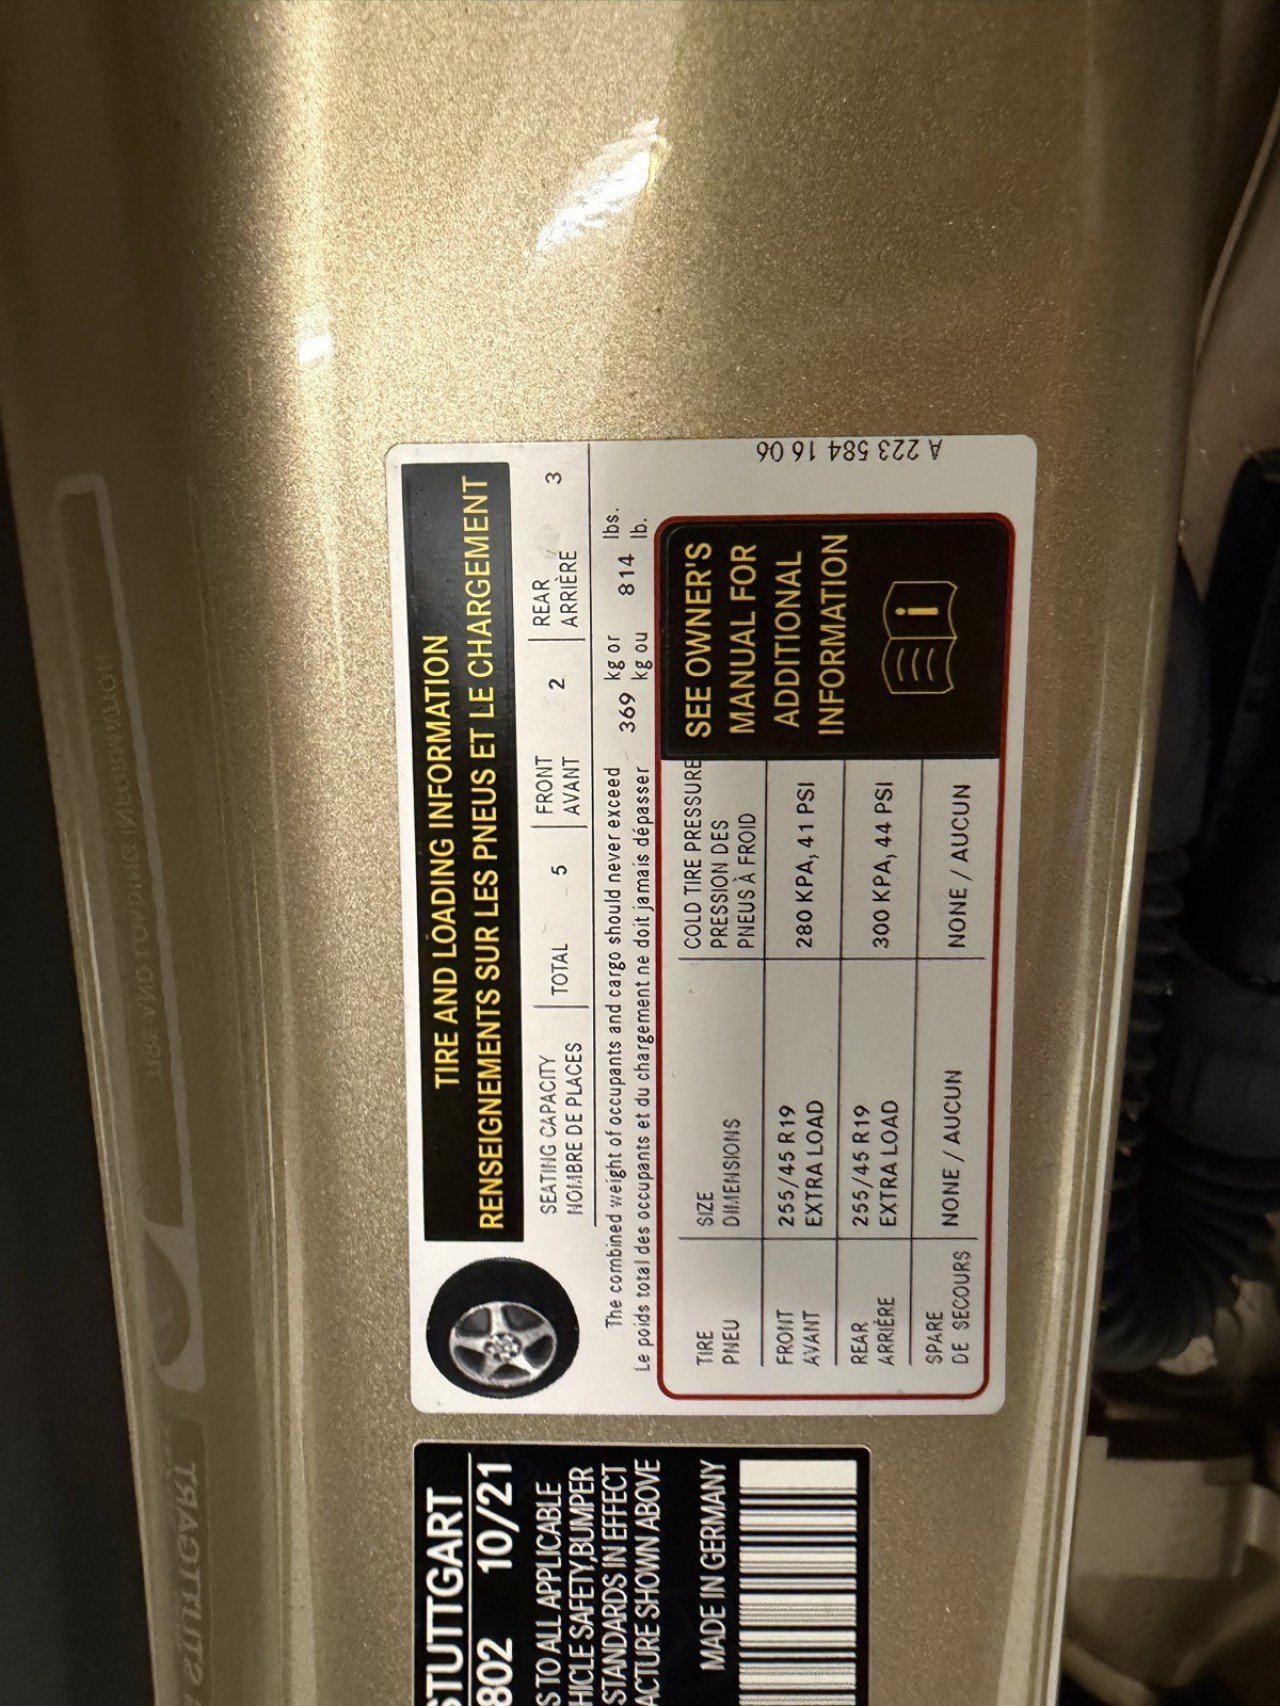 TIRE AND LOADING INFORMATION
RENSEIGNEMENTS SUR LES PNEUS ET LE CHARGEMENT
SEATING CAPACITY
NOMBRE DE PLACES
TOTAL 5
FRONT
AVANT
2
REAR
ARRIÈRE
3
The combined weight of occupants and cargo should never exceed 369 kg or 814 lbs.
Le poids total des occupants et du chargement ne doit jamais dépasser kg ou lb.
TIRE
PNEU
SIZE
DIMENSIONS
COLD TIRE PRESSURE
PRESSION DES
PNEUS À FROID
FRONT
AVANT
255/45 R19
EXTRA LOAD
280 KPA, 41 PSI
REAR
ARRIÈRE
255/45 R19
EXTRA LOAD
300 KPA, 44 PSI
SPARE
DE SECOURS
NONE / AUCUN
NONE / AUCUN
SEE OWNER'S
MANUAL FOR
ADDITIONAL
INFORMATION
i
A 223 584 16 06
STUTTGART
802 10/21
S TO ALL APPLICABLE
HICLE SAFETY,BUMPER
STANDARDS IN EFFECT
ACTURE SHOWN ABOVE
MADE IN GERMANY